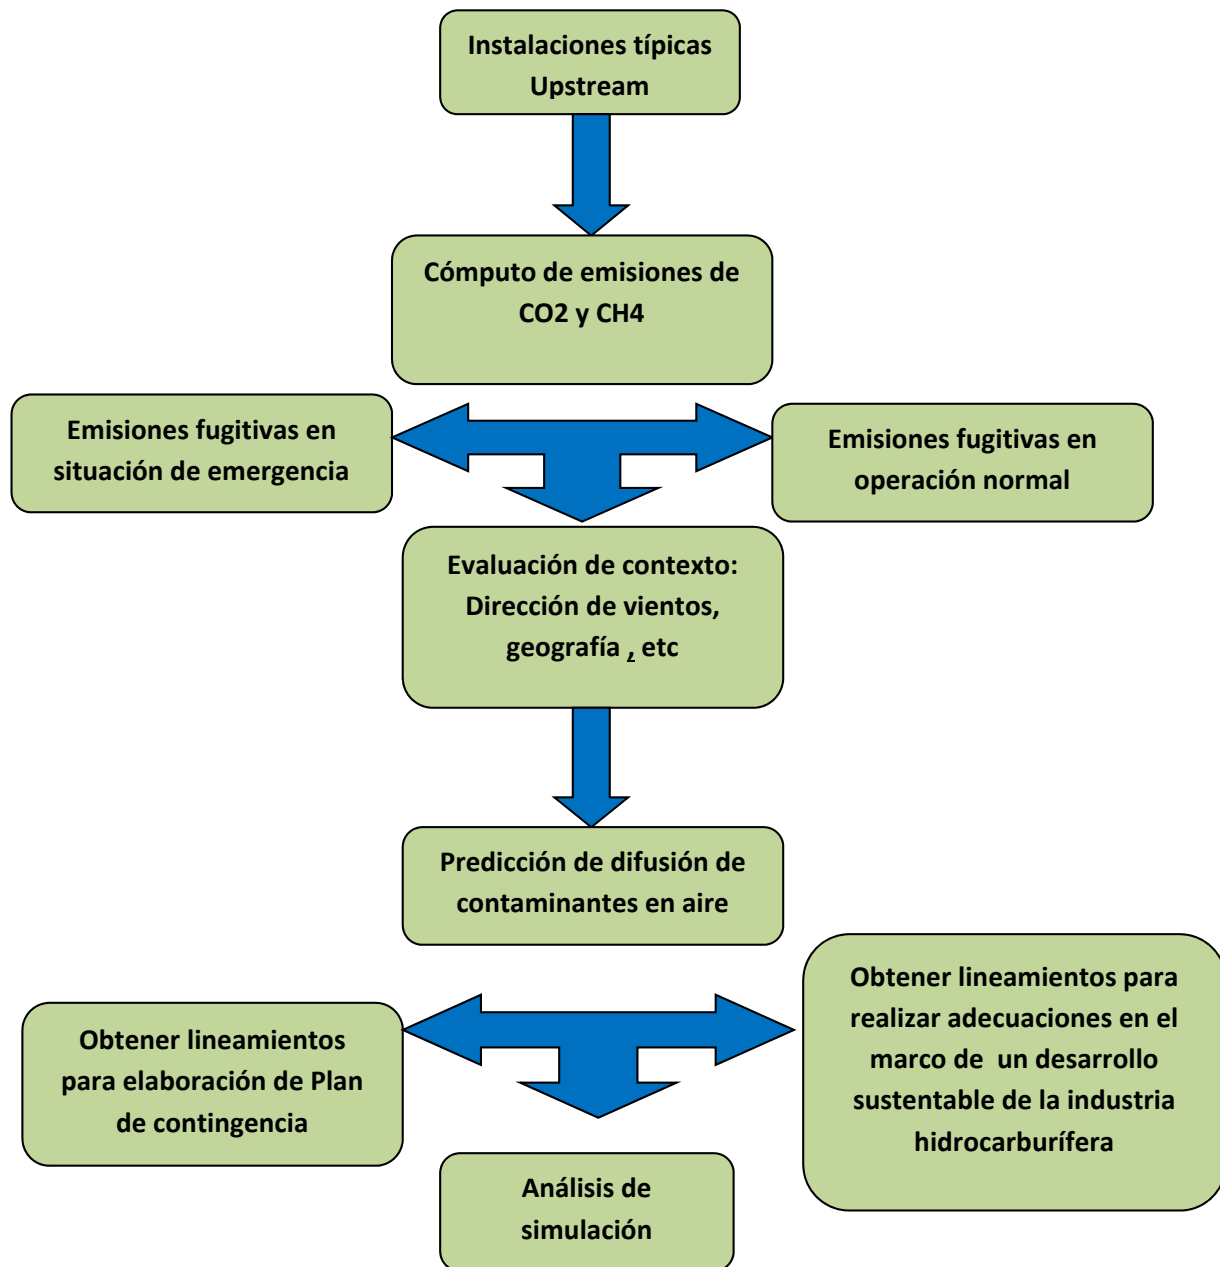 Instalaciones típicas
Upstream
Cómputo de emisiones de
CO2 y CH4
Emisiones fugitivas en
situación de emergencia
Emisiones fugitivas en
operación normal
Evaluación de contexto:
Dirección de vientos,
geografía , etc
Predicción de difusión de
contaminantes en aire
Obtener lineamientos
para elaboración de Plan
de contingencia
Obtener lineamientos para
realizar adecuaciones en el
marco de  un desarrollo
sustentable de la industria
hidrocarburífera
Análisis de
simulación